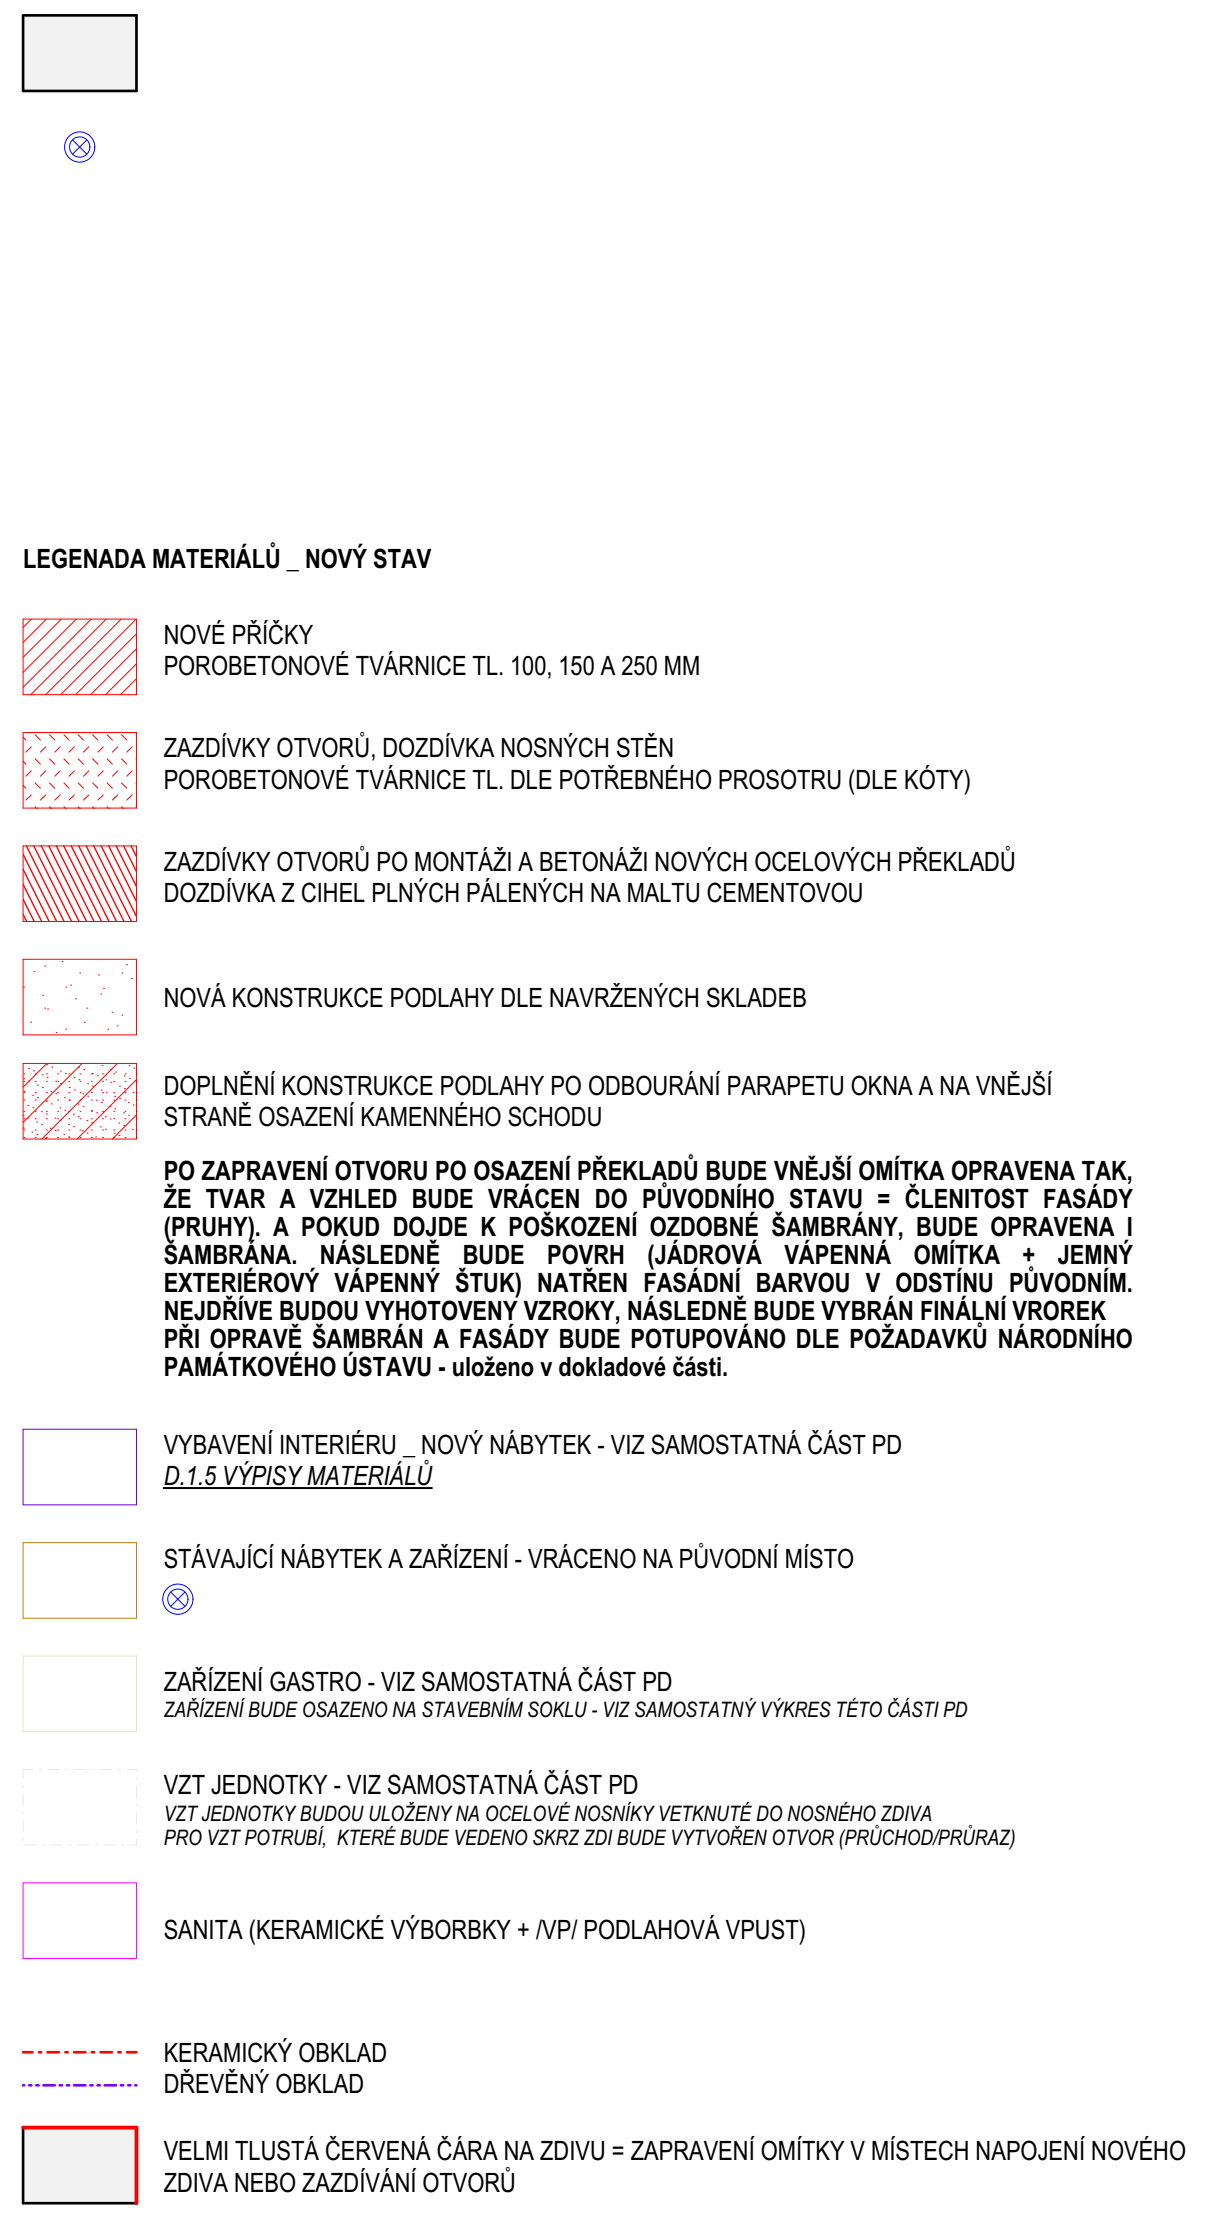 LEGENADA MATERIÁLŮ _ NOVÝ STAV
NOVÉ PŘÍČKY
POROBETONOVÉ TVÁRNICE TL. 100, 150 A 250 MM
ZAZDÍVKY OTVORŮ, DOZDÍVKA NOSNÝCH STĚN
POROBETONOVÉ TVÁRNICE TL. DLE POTŘEBNÉHO PROSOTRU (DLE KÓTY)
ZAZDÍVKY OTVORŮ PO MONTÁŽI A BETONÁŽI NOVÝCH OCELOVÝCH PŘEKLADŮ
DOZDÍVKA Z CIHEL PLNÝCH PÁLENÝCH NA MALTU CEMENTOVOU
NOVÁ KONSTRUKCE PODLAHY DLE NAVRŽENÝCH SKLADEB
DOPLNĚNÍ KONSTRUKCE PODLAHY PO ODBOURÁNÍ PARAPETU OKNA A NA VNĚJŠÍ
STRANĚ OSAZENÍ KAMENNÉHO SCHODU
PO ZAPRAVENÍ OTVORU PO OSAZENÍ PŘEKLADŮ BUDE VNĚJŠÍ OMÍTKA OPRAVENA TAK,
ŽE TVAR A VZHLED BUDE VRÁCEN DO PŮVODNÍHO STAVU = ČLENITOST FASÁDY
(PRUHY). A POKUD DOJDE K POŠKOZENÍ OZDOBNÉ ŠAMBRÁNY, BUDE OPRAVENA I
ŠAMBRÁNA. NÁSLEDNĚ BUDE POVRH (JÁDROVÁ VÁPENNÁ OMÍTKA + JEMNÝ
EXTERIÉROVÝ VÁPENNÝ ŠTUK) NATŘEN FASÁDNÍ BARVOU V ODSTÍNU PŮVODNÍM.
NEJDŘÍVE BUDOU VYHOTOVENY VZROKY, NÁSLEDNĚ BUDE VYBRÁN FINÁLNÍ VROREK
PŘI OPRAVĚ ŠAMBRÁN A FASÁDY BUDE POTUPOVÁNO DLE POŽADAVKŮ NÁRODNÍHO
PAMÁTKOVÉHO ÚSTAVU - uloženo v dokladové části.
VYBAVENÍ INTERIÉRU _ NOVÝ NÁBYTEK - VIZ SAMOSTATNÁ ČÁST PD
D.1.5 VÝPISY MATERIÁLŮ
STÁVAJÍCÍ NÁBYTEK A ZAŘÍZENÍ - VRÁCENO NA PŮVODNÍ MÍSTO
ZAŘÍZENÍ GASTRO - VIZ SAMOSTATNÁ ČÁST PD
ZAŘÍZENÍ BUDE OSAZENO NA STAVEBNÍM SOKLU - VIZ SAMOSTATNÝ VÝKRES TÉTO ČÁSTI PD
VZT JEDNOTKY - VIZ SAMOSTATNÁ ČÁST PD
VZT JEDNOTKY BUDOU ULOŽENY NA OCELOVÉ NOSNÍKY VETKNUTÉ DO NOSNÉHO ZDIVA
PRO VZT POTRUBÍ, KTERÉ BUDE VEDENO SKRZ ZDI BUDE VYTVOŘEN OTVOR (PRŮCHOD/PRŮRAZ)
SANITA (KERAMICKÉ VÝBORBKY + /VP/ PODLAHOVÁ VPUST)
KERAMICKÝ OBKLAD
DŘEVĚNÝ OBKLAD
VELMI TLUSTÁ ČERVENÁ ČÁRA NA ZDIVU = ZAPRAVENÍ OMÍTKY V MÍSTECH NAPOJENÍ NOVÉHO
ZDIVA NEBO ZAZDÍVÁNÍ OTVORŮ